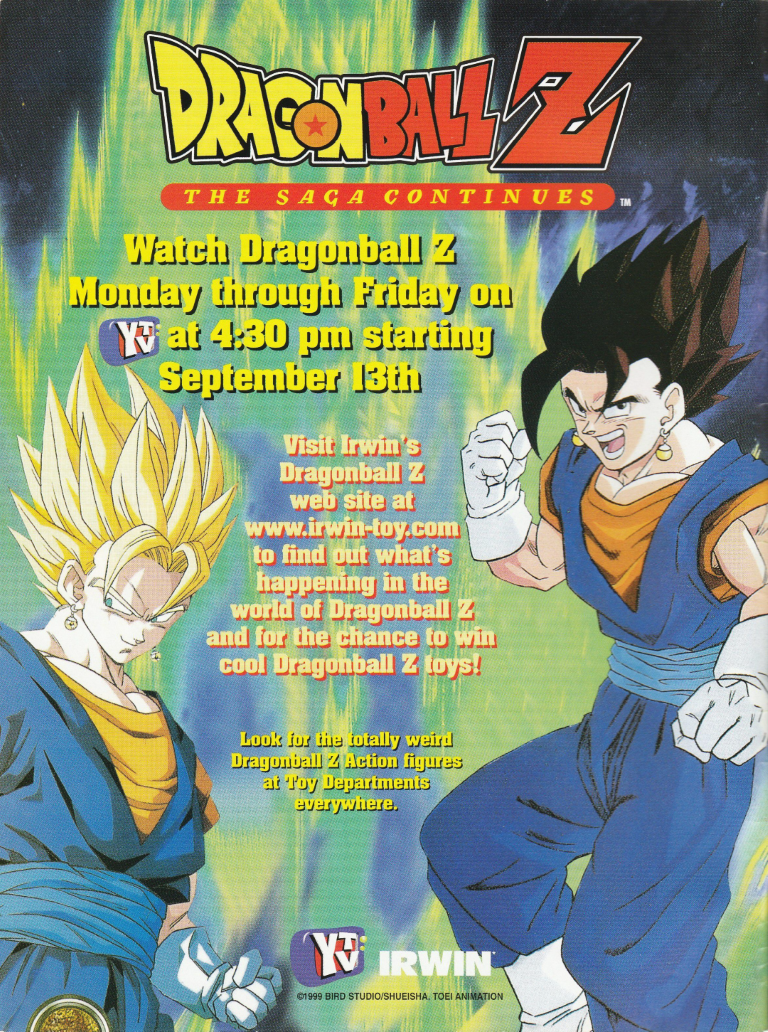 DRAGONBALL Z
THE SAGA CONTINUES TM
Watch Dragonball Z
Monday through Friday on
YTV at 4:30 pm starting
September 13th
Visit Irwin's
Dragonball Z
web site at
www.irwin-toy.com
to find out what's
happening in the
world of Dragonball Z
and for the chance to win
cool Dragonball Z toys!
Look for the totally weird
Dragonball Z Action figures
at Toy Departments
everywhere.
YTV IRWIN
©1999 BIRD STUDIO/SHUEISHA, TOEI ANIMATION